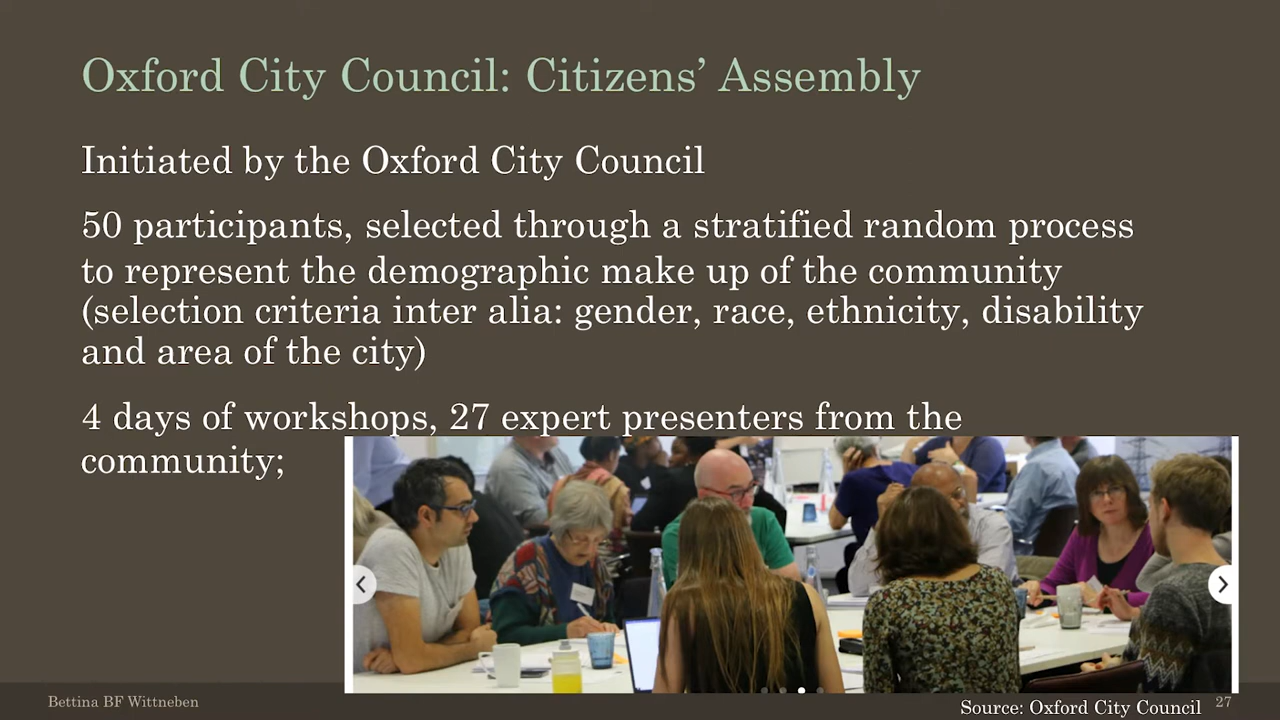 Oxford City Council: Citizens’ Assembly
Initiated by the Oxford City Council
50 participants, selected through a stratified random process
to represent the demographic make up of the community
(selection criteria inter alia: gender, race, ethnicity, disability
and area of the city)
4 days of workshops, 27 expert presenters from the
community;
Bettina BF Wittneben
Source: Oxford City Council
27